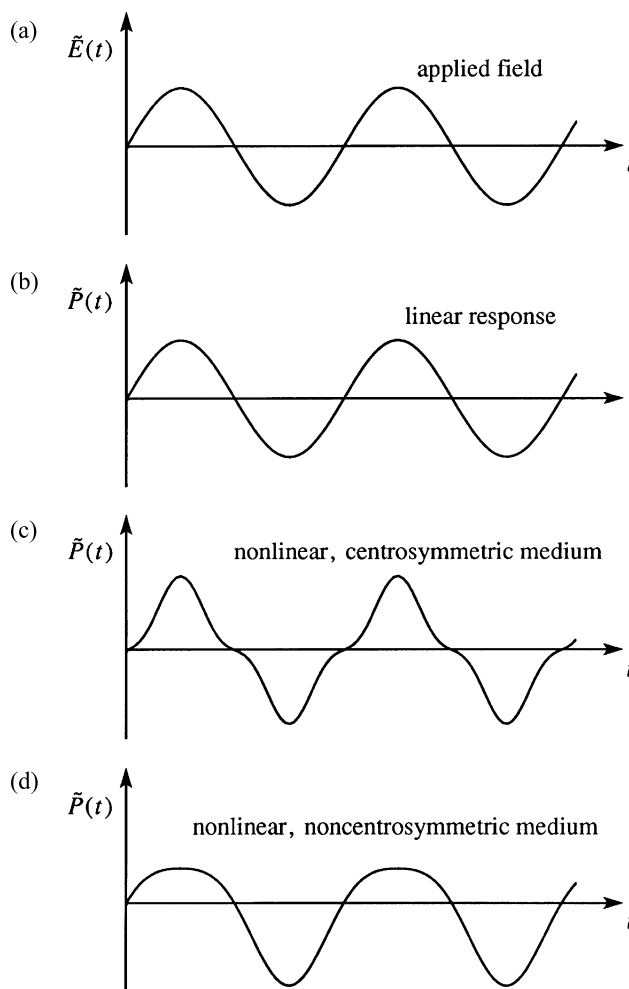 (a)
Ẽ(t)
applied field
t
(b)
P̃(t)
linear response
(c)
P̃(t)
nonlinear, centrosymmetric medium
t
(d)
P̃(t)
nonlinear, noncentrosymmetric medium
t